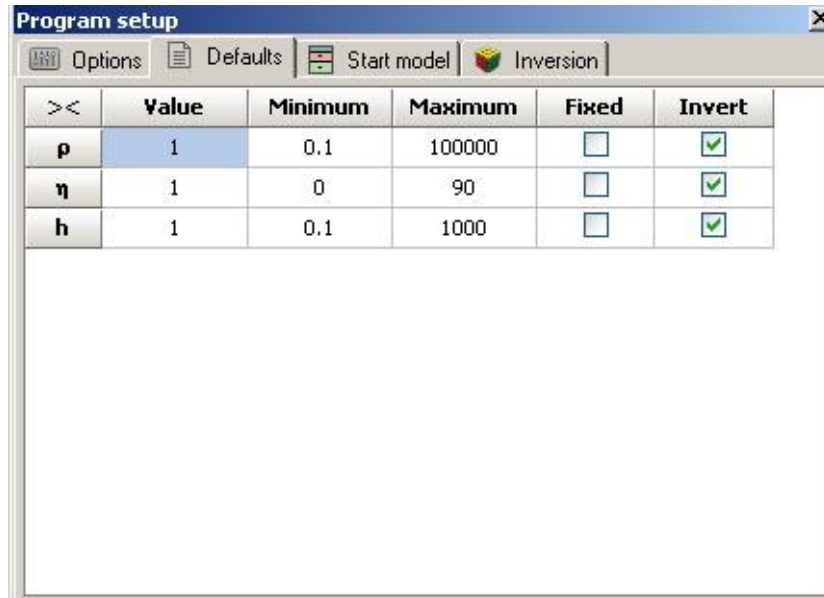 Program setup
Options Defaults Start model Inversion
>< Value Minimum Maximum Fixed Invert
ρ 1 0.1 100000
η 1 0 90
h 1 0.1 1000